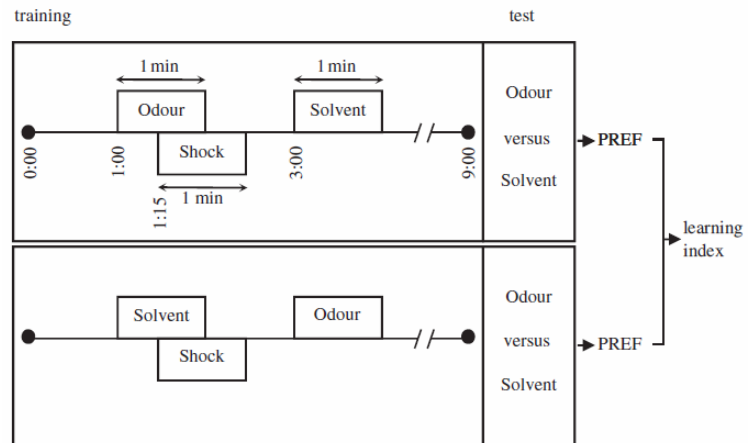 training
test
1 min
1 min
Odour
Solvent
Shock
0:00
1:00
1:15
1 min
3:00
9:00
Odour
versus
Solvent
PREF
learning
index
Solvent
Odour
Shock
Odour
versus
Solvent
PREF